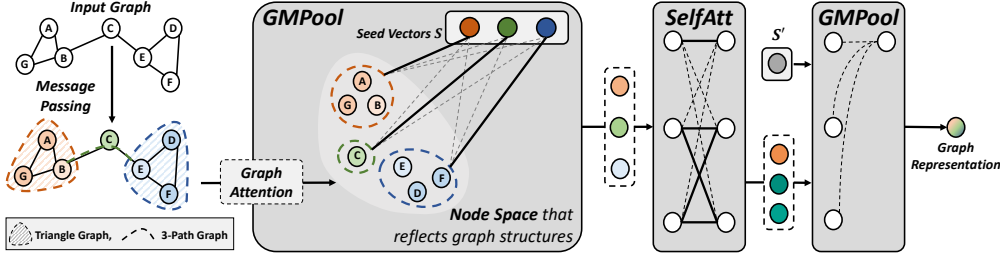 Input Graph
A
G
B
C
E
D
F
Message
Passing
A
G
B
C
E
D
F
Triangle Graph,
3-Path Graph
Graph
Attention
GMPool
Seed Vectors S
A
G
B
C
E
D
F
Node Space that
reflects graph structures
SelfAtt
S'
GMPool
Graph
Representation